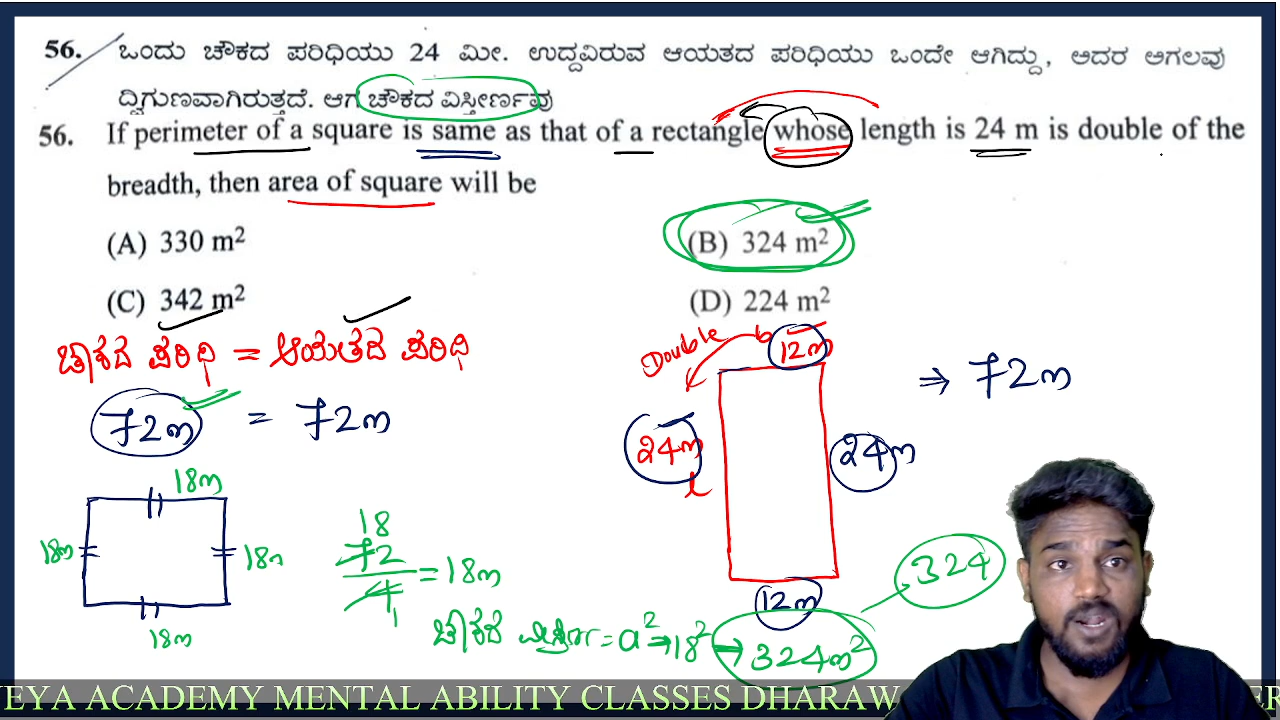 56. ಒಂದು ಚೌಕದ ಪರಿಧಿಯು 24 ಮೀ. ಉದ್ದವಿರುವ ಆಯತದ ಪರಿಧಿಯು ಒಂದೇ ಆಗಿದ್ದು, ಅದರ ಅಗಲವು
ದ್ವಿಗುಣವಾಗಿರುತ್ತದೆ. ಆಗ ಚೌಕದ ವಿಸ್ತೀರ್ಣವು
56. If perimeter of a square is same as that of a rectangle whose length is 24 m is double of the
breadth, then area of square will be
(A) 330 m²
(B) 324 m²
(C) 342 m²
(D) 224 m²
ಚೌಕದ ಪರಿಧಿ = ಆಯತದ ಪರಿಧಿ
72m = 72m
Double b 12m
⇒ 72m
24m l
24m
18m
18m
18m
18m
18
72
4
1
= 18m
12m
324
ಚೌಕದ = a² ⇒ 18² ⇒ 324m²
EYA ACADEMY MENTAL ABILITY CLASSES DHARAW
ER